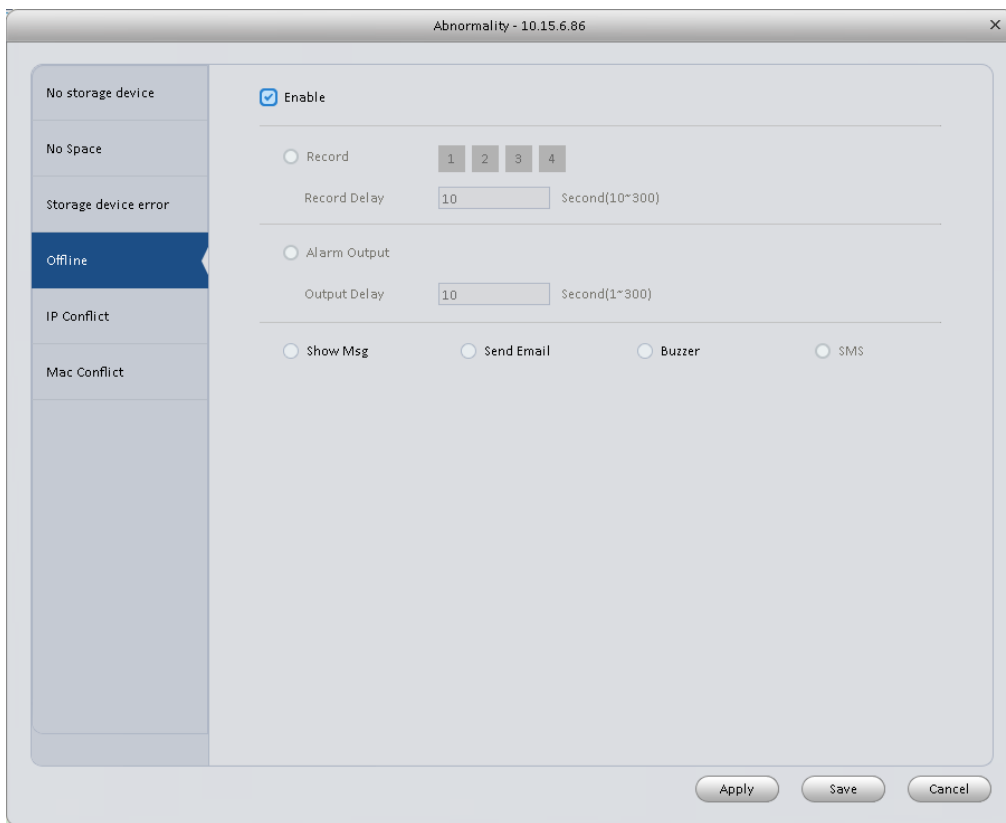 Abnormality - 10.15.6.86
No storage device
No Space
Storage device error
Offline
IP Conflict
Mac Conflict
Enable
Record 1 2 3 4
Record Delay 10 Second(10~300)
Alarm Output
Output Delay 10 Second(1~300)
Show Msg Send Email Buzzer SMS
Apply Save Cancel